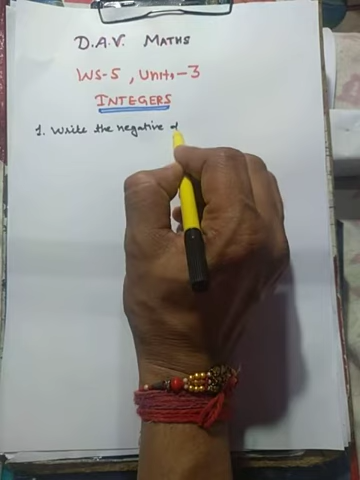 D.A.V. MATHS
WS-5, Unit-3
INTEGERS
1. Write the negative